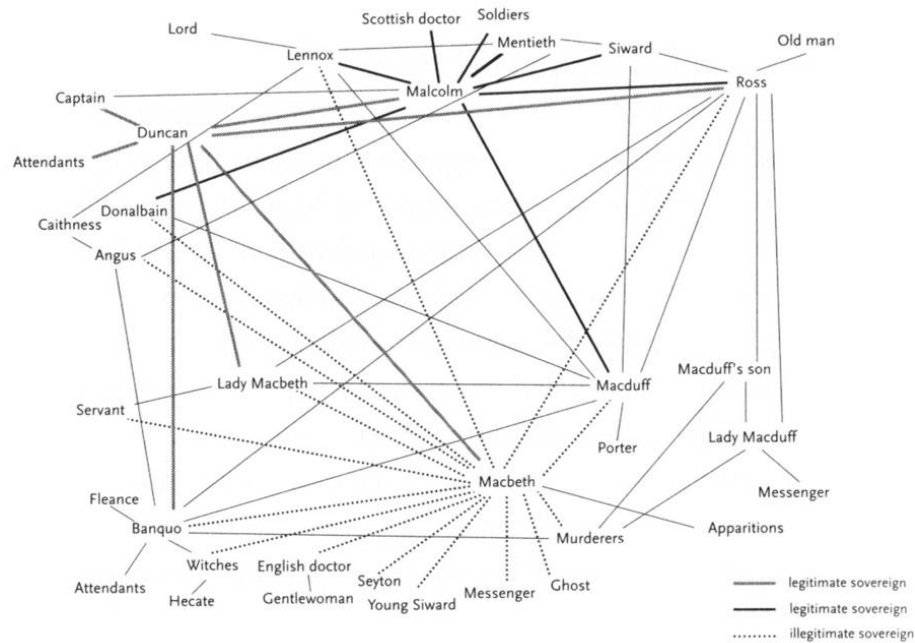 Scottish doctor
Soldiers
Lord
Mentieth
Siward
Old man
Lennox
Malcolm
Ross
Captain
Duncan
Attendants
Donalbain
Caithness
Angus
Lady Macbeth
Macduff
Macduff's son
Servant
Porter
Lady Macduff
Macbeth
Messenger
Fleance
Banquo
Apparitions
Murderers
Witches
English doctor
Attendants
Seyton
Ghost
Hecate
Gentlewoman
Young Siward
Messenger
legitimate sovereign
legitimate sovereign
illegitimate sovereign